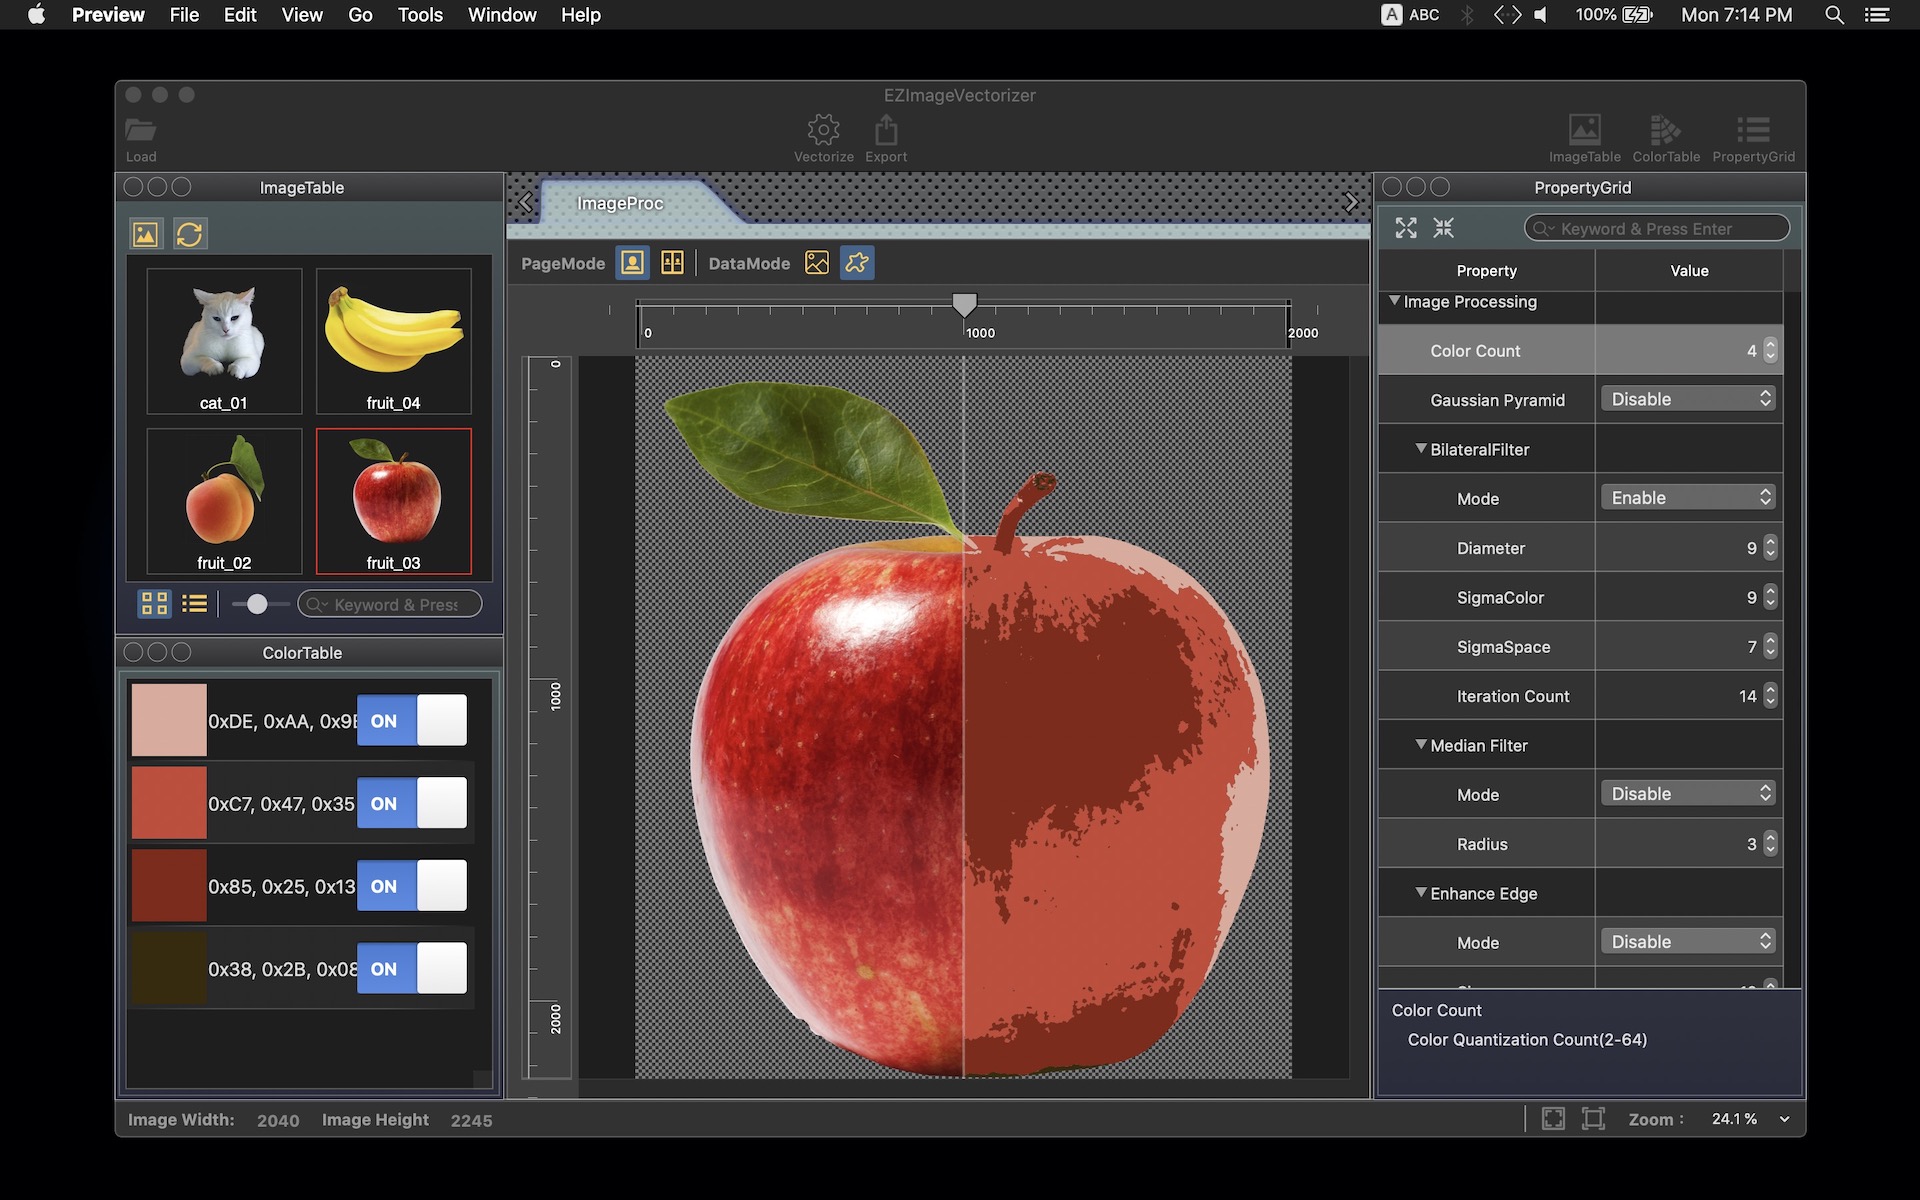 Preview File Edit View Go Tools Window Help
A ABC 100% Mon 7:14 PM
EZImageVectorizer
Load Vectorize Export ImageTable ColorTable PropertyGrid
ImageTable
cat_01 fruit_04
fruit_02 fruit_03
Keyword & Press
ColorTable
0xDE, 0xAA, 0x9E ON
0xC7, 0x47, 0x35 ON
0x85, 0x25, 0x13 ON
0x38, 0x2B, 0x08 ON
ImageProc
PageMode DataMode
0 1000 2000
0
1000
2000
PropertyGrid
Keyword & Press Enter
Property Value
Image Processing
Color Count 4
Gaussian Pyramid Disable
BilateralFilter
Mode Enable
Diameter 9
SigmaColor 9
SigmaSpace 7
Iteration Count 14
Median Filter
Mode Disable
Radius 3
Enhance Edge
Mode Disable
Color Count
Color Quantization Count(2-64)
Image Width: 2040 Image Height 2245
Zoom : 24.1 %